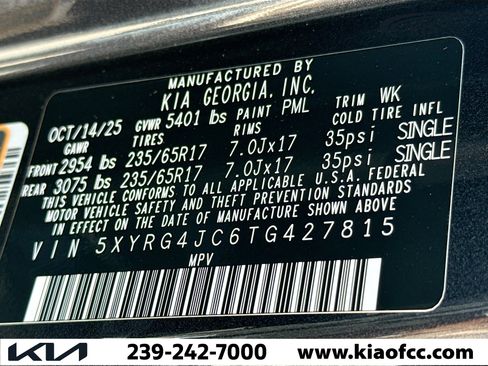 MANUFACTURED BY
KIA GEORGIA, INC.
OCT/14/25 GVWR 5401 lbs PAINT PML TRIM WK
GAWR TIRES RIMS COLD TIRE INFL
FRONT 2954 lbs 235/65R17 7.0Jx17 35psi SINGLE
REAR 3075 lbs 235/65R17 7.0Jx17 35psi SINGLE
THIS VEHICLE CONFORMS TO ALL U.S.A. FEDERAL
MOTOR VEHICLE SAFETY AND THEFT PREVENTION STANDARDS
IN EFFECT ON THE DATE OF MANUFACTURE SHOWN ABOVE
VIN 5XYRG4JC6TG427815
MPV
KIA 239-242-7000 www.kiaofcc.com